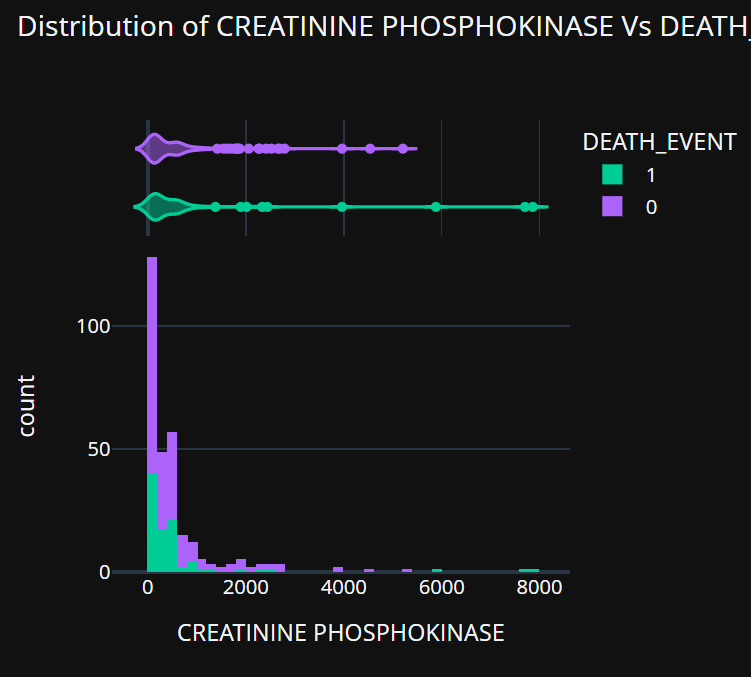 Distribution of CREATININE PHOSPHOKINASE Vs DEATH_
DEATH_EVENT
1
0
100
50
0
count
0 2000 4000 6000 8000
CREATININE PHOSPHOKINASE